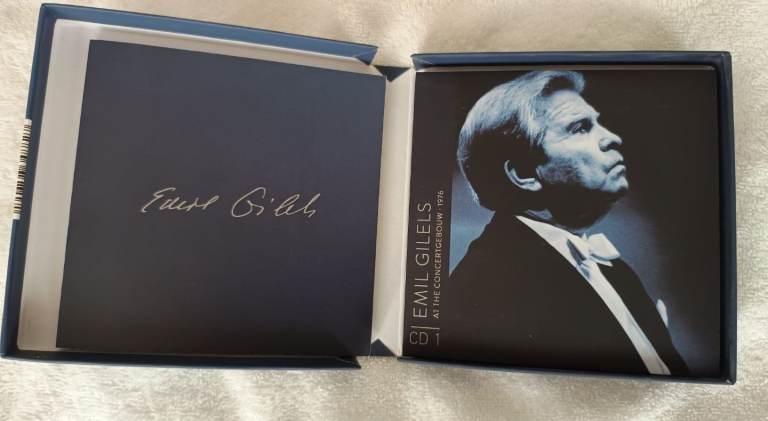 Emil Gilels
EMIL GILELS
AT THE CONCERTGEBOUW · 1976
CD 1